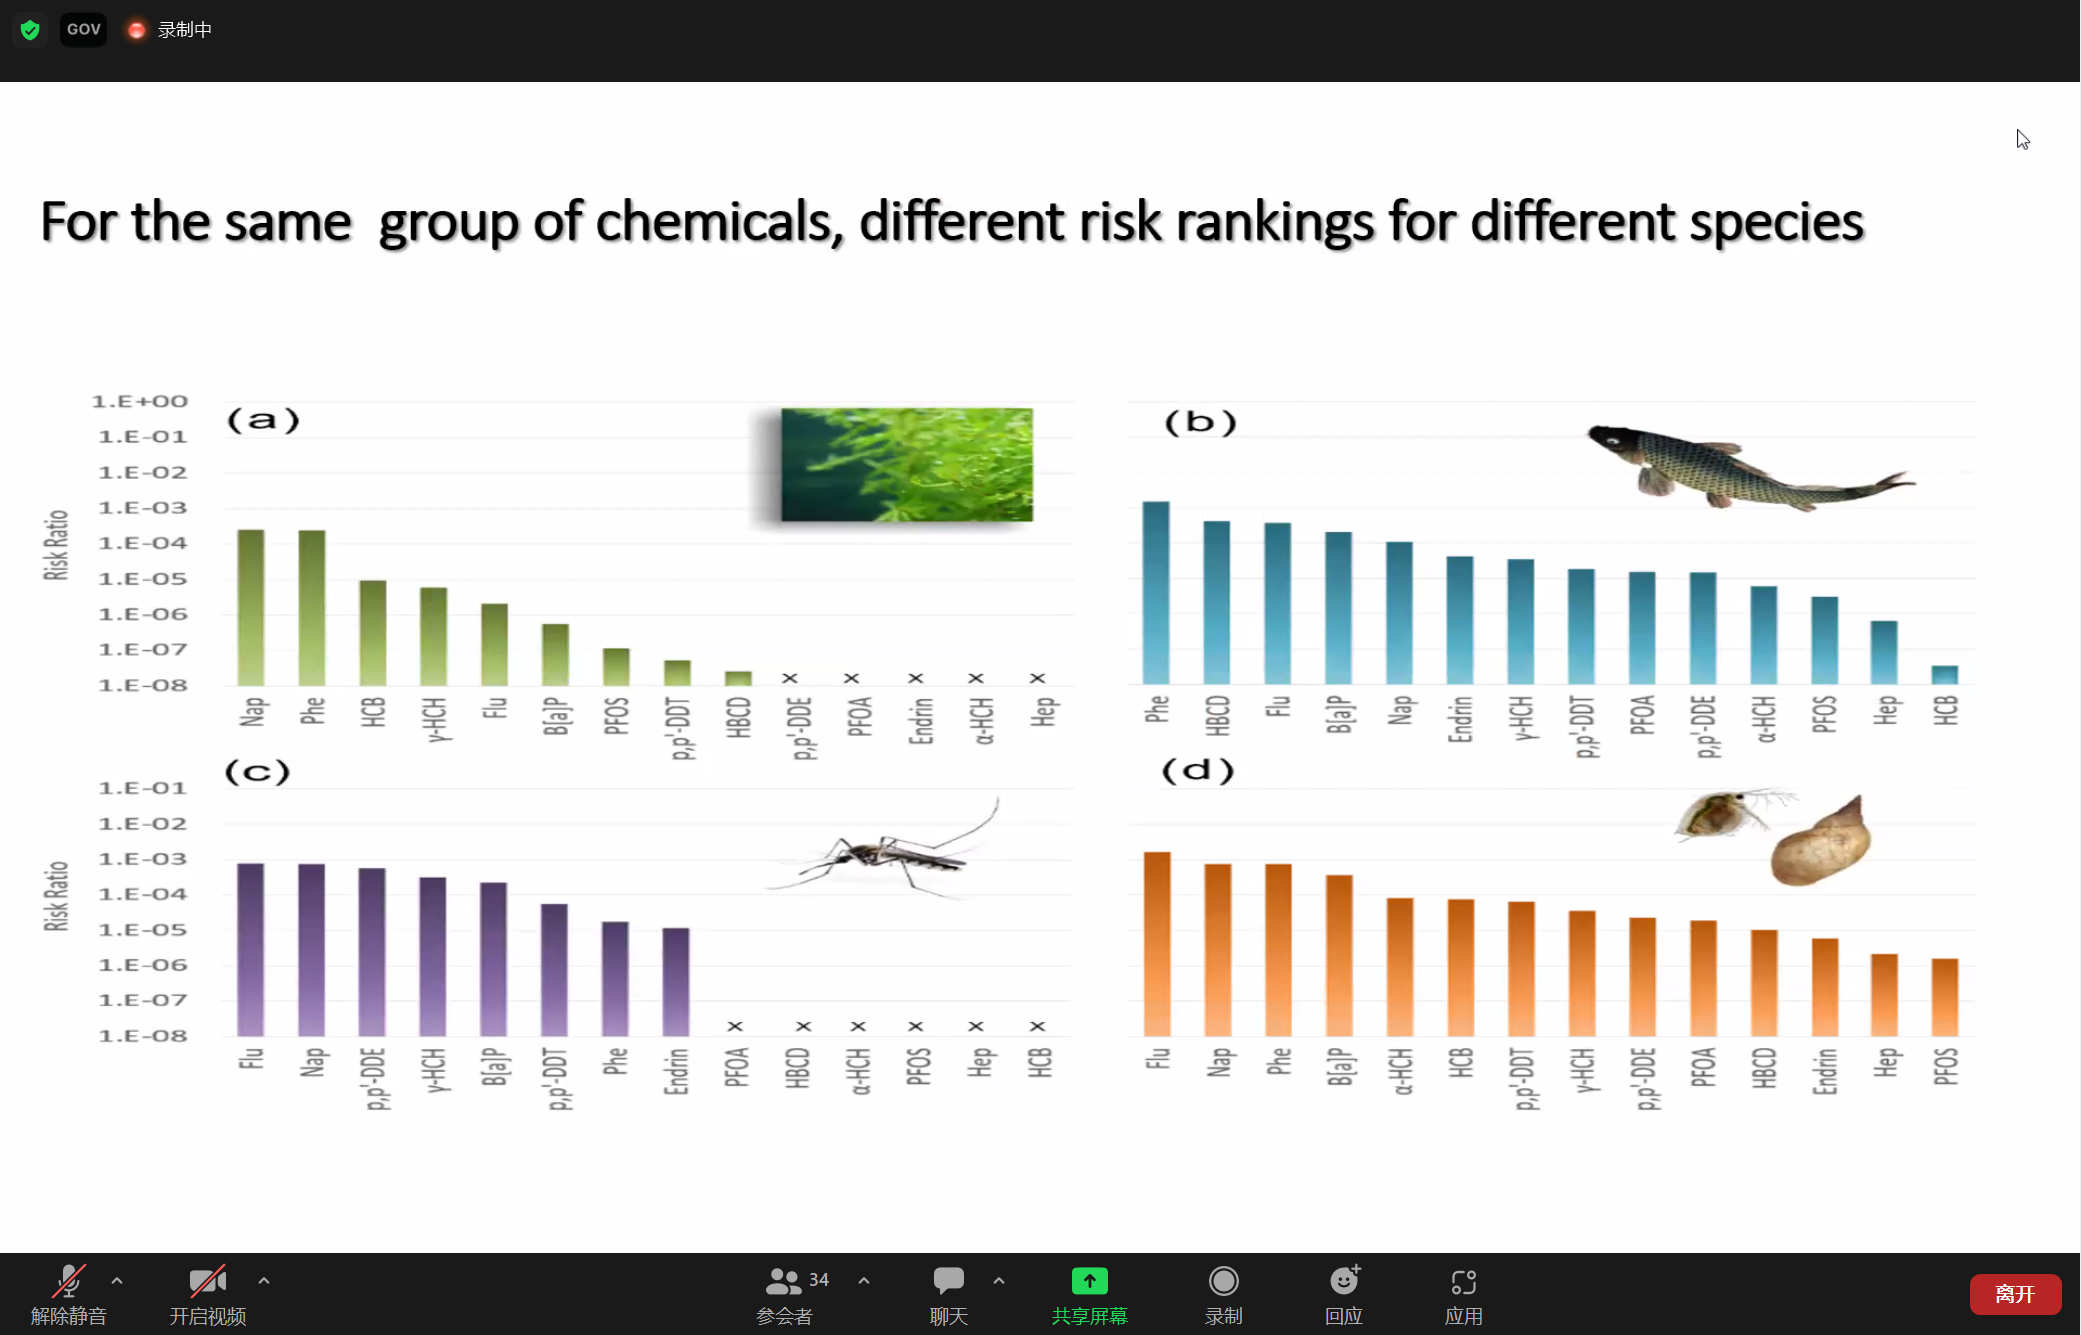 GOV 录制中
For the same group of chemicals, different risk rankings for different species
(a)
1.E+00
1.E-01
1.E-02
1.E-03
1.E-04
1.E-05
1.E-06
1.E-07
1.E-08
Risk Ratio
x x x x x
Nap Phe HCB γ-HCH Flu B[a]P PFOS p,p'-DDT HBCD p,p'-DDE PFOA Endrin α-HCH Hep
(b)
Phe HBCD Flu B[a]P Nap Endrin γ-HCH p,p'-DDT PFOA p,p'-DDE α-HCH PFOS Hep HCB
(c)
1.E-01
1.E-02
1.E-03
1.E-04
1.E-05
1.E-06
1.E-07
1.E-08
Risk Ratio
x x x x x x
Flu Nap p,p'-DDE γ-HCH B[a]P p,p'-DDT Phe Endrin PFOA HBCD α-HCH PFOS Hep HCB
(d)
Flu Nap Phe B[a]P α-HCH HCB p,p'-DDT γ-HCH p,p'-DDE PFOA HBCD Endrin Hep PFOS
34
解除静音 开启视频 参会者 聊天 共享屏幕 录制 回应 应用 离开